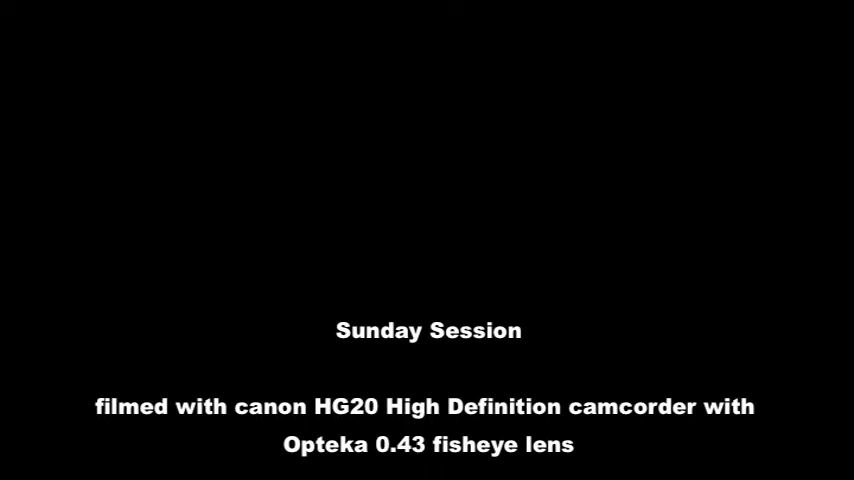 Sunday Session
filmed with canon HG20 High Definition camcorder with
Opteka 0.43 fisheye lens